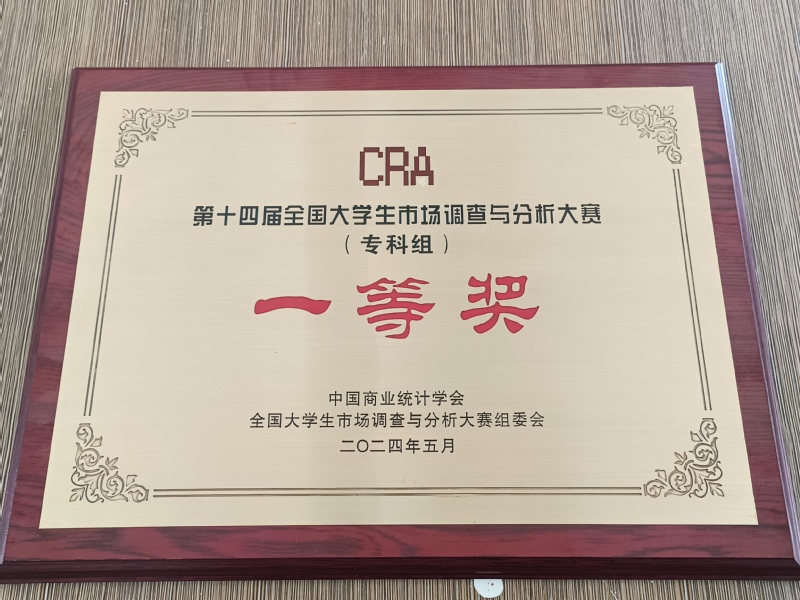 CRA
第十四届全国大学生市场调查与分析大赛
（专科组）
一等奖
中国商业统计学会
全国大学生市场调查与分析大赛组委会
二〇二四年五月